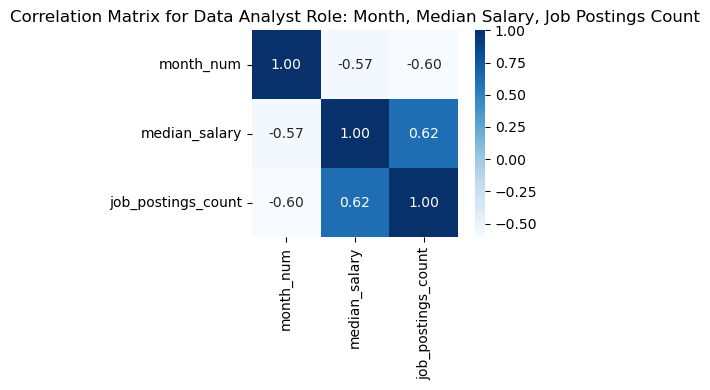 Correlation Matrix for Data Analyst Role: Month, Median Salary, Job Postings Count
month_num
1.00
-0.57
-0.60
median_salary
-0.57
1.00
0.62
job_postings_count
-0.60
0.62
1.00
month_num
median_salary
job_postings_count
1.00
0.75
0.50
0.25
0.00
−0.25
−0.50